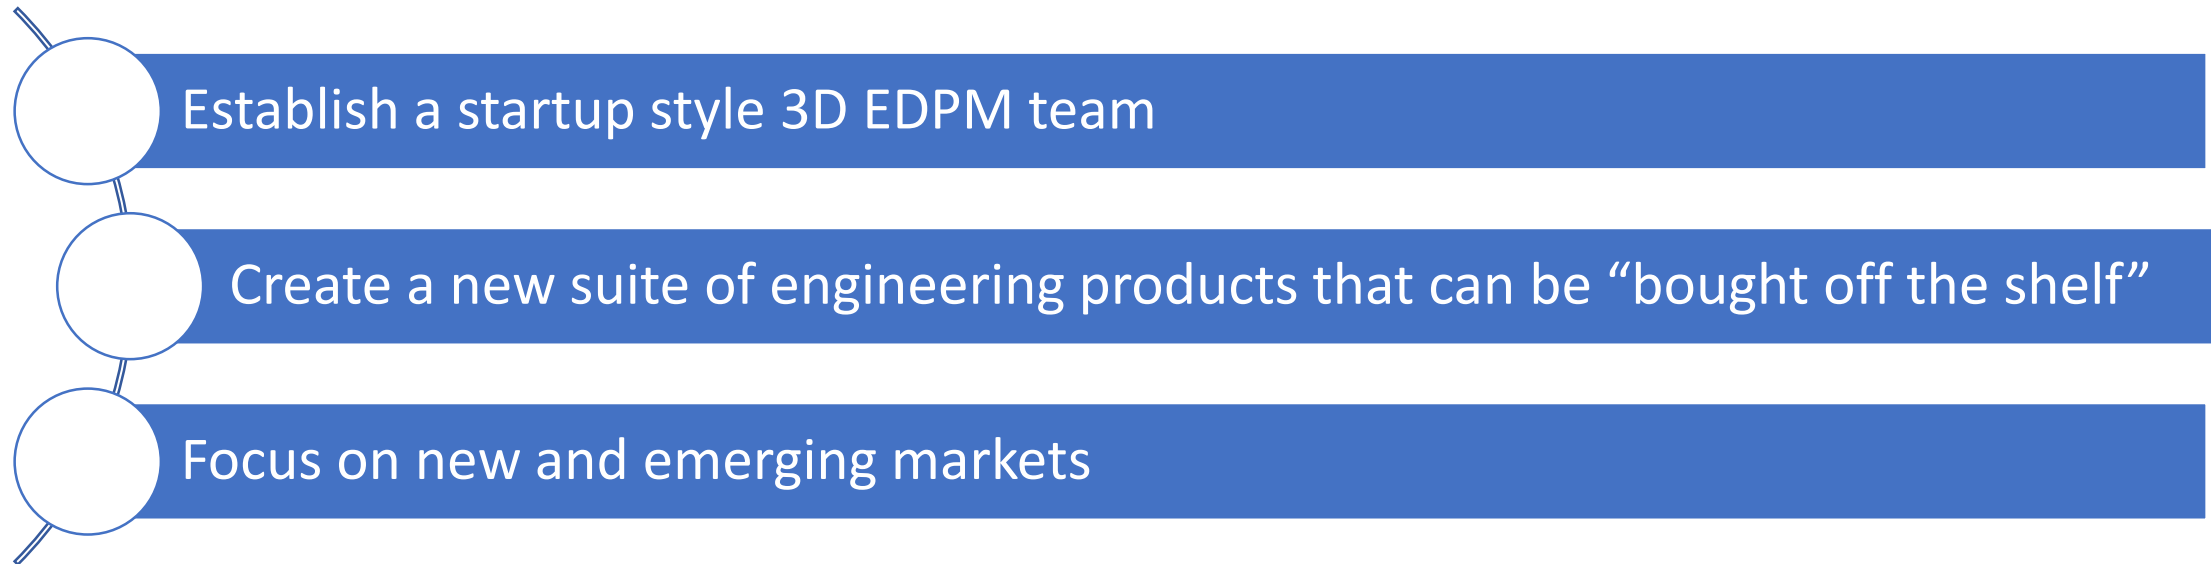 Establish a startup style 3D EDPM team
Create a new suite of engineering products that can be “bought off the shelf”
Focus on new and emerging markets